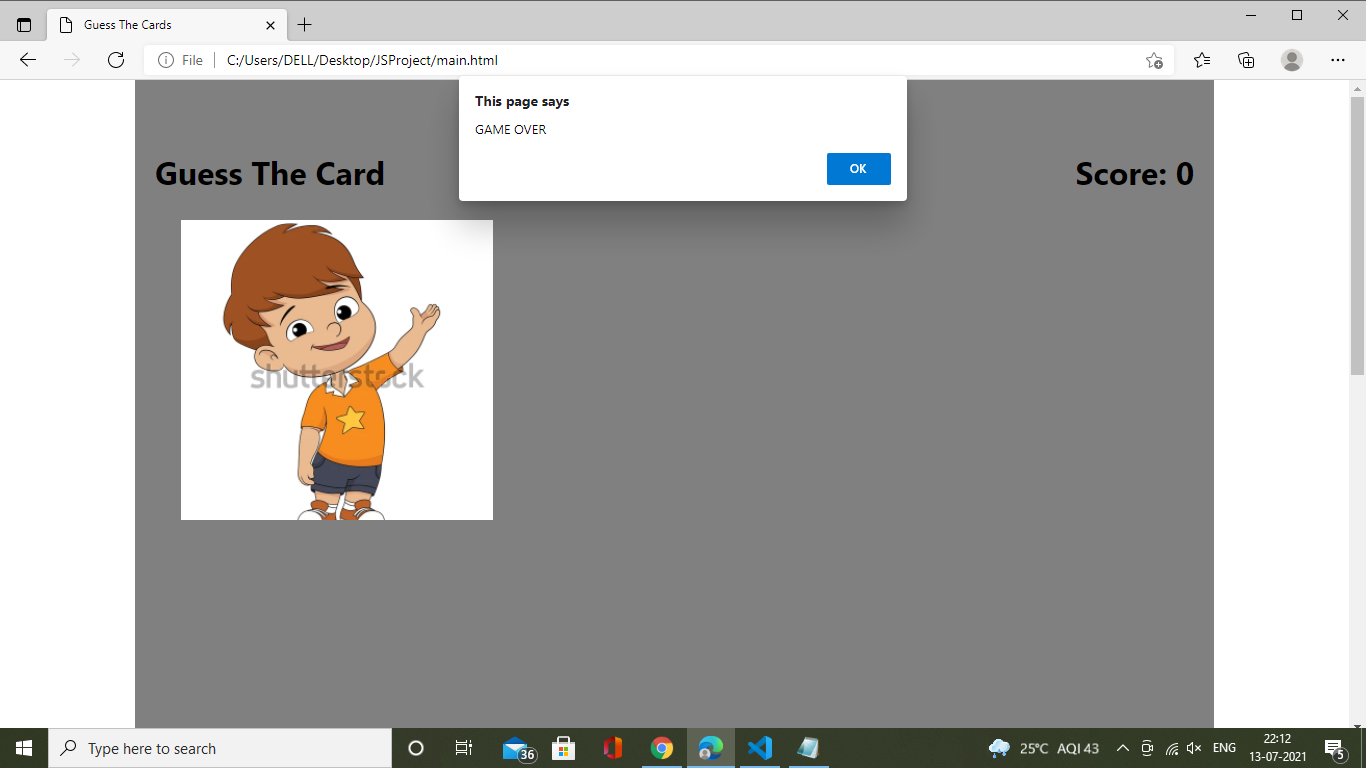 Guess The Cards
File
C:/Users/DELL/Desktop/JSProject/main.html
This page says
GAME OVER
OK
Guess The Card
Score: 0
shutterstock
Type here to search
36
25°C AQI 43
ENG
22:12
13-07-2021
5